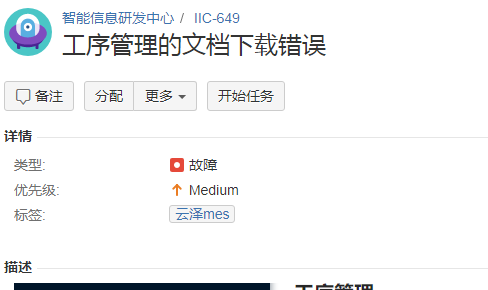 智能信息研发中心 / IIC-649
工序管理的文档下载错误
备注 分配 更多 开始任务
详情
类型: 故障
优先级: Medium
标签: 云泽mes
描述
工序管理